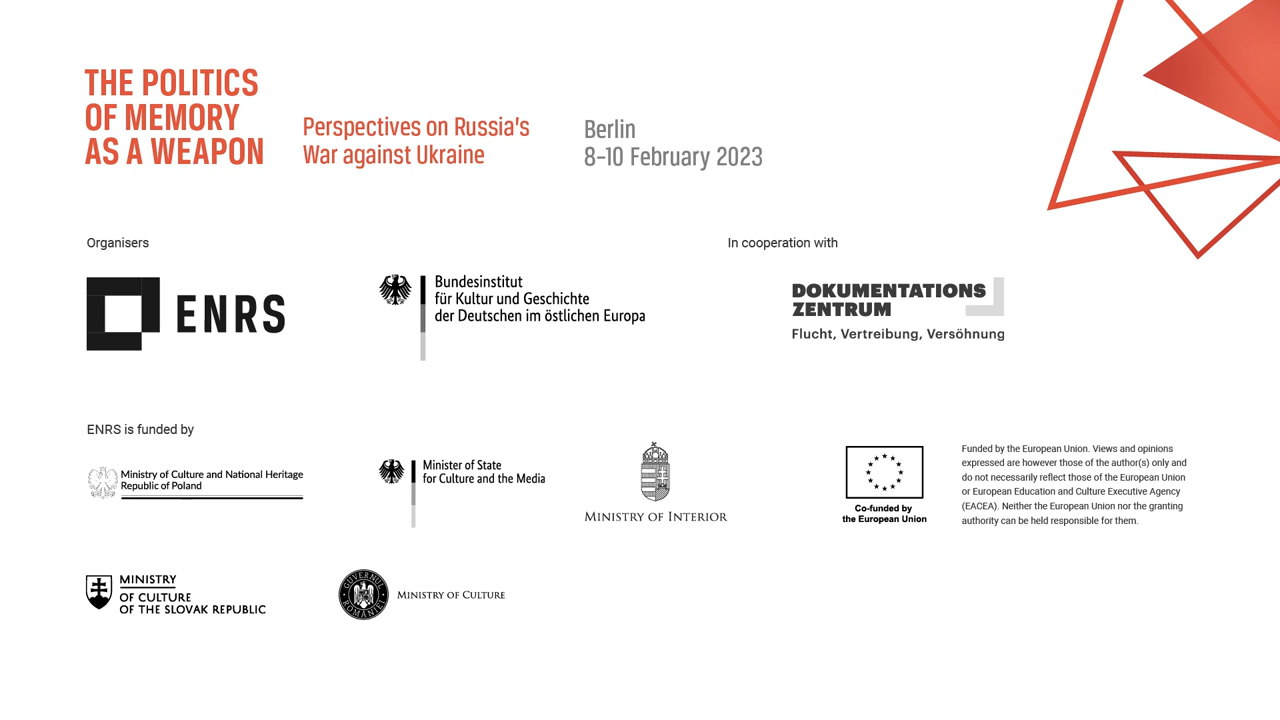 THE POLITICS
OF MEMORY
AS A WEAPON
Perspectives on Russia's
War against Ukraine
Berlin
8–10 February 2023
Organisers
In cooperation with
ENRS
Bundesinstitut
für Kultur und Geschichte
der Deutschen im östlichen Europa
DOKUMENTATIONS
ZENTRUM
Flucht, Vertreibung, Versöhnung
ENRS is funded by
Ministry of Culture and National Heritage
Republic of Poland
Minister of State
for Culture and the Media
MINISTRY OF INTERIOR
Co-funded by
the European Union
Funded by the European Union. Views and opinions
expressed are however those of the author(s) only and
do not necessarily reflect those of the European Union
or European Education and Culture Executive Agency
(EACEA). Neither the European Union nor the granting
authority can be held responsible for them.
MINISTRY
OF CULTURE
OF THE SLOVAK REPUBLIC
GUVERNUL
ROMÂNIEI
MINISTRY OF CULTURE